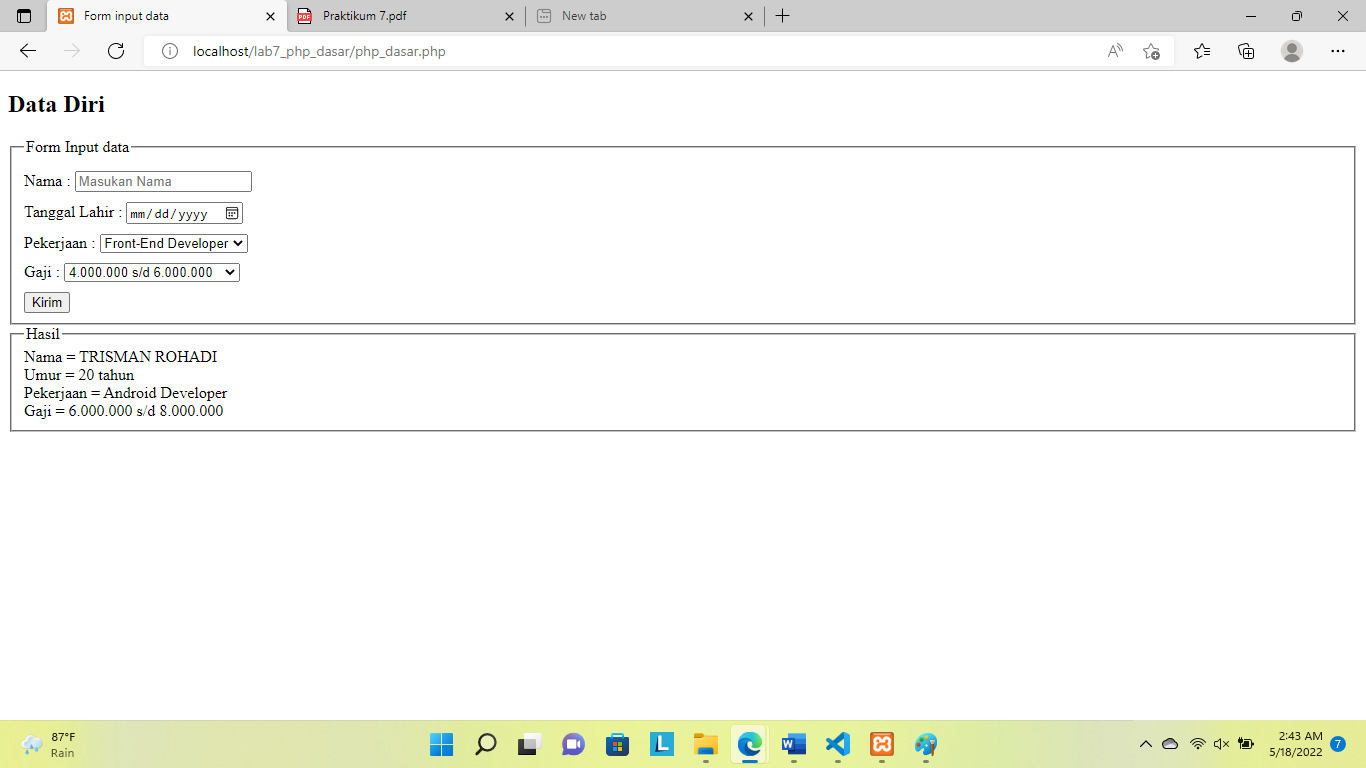 Form input data
Praktikum 7.pdf
New tab
localhost/lab7_php_dasar/php_dasar.php
Data Diri
Form Input data
Nama : Masukan Nama
Tanggal Lahir : mm/dd/yyyy
Pekerjaan : Front-End Developer
Gaji : 4.000.000 s/d 6.000.000
Kirim
Hasil
Nama = TRISMAN ROHADI
Umur = 20 tahun
Pekerjaan = Android Developer
Gaji = 6.000.000 s/d 8.000.000
87°F
Rain
2:43 AM
5/18/2022
7